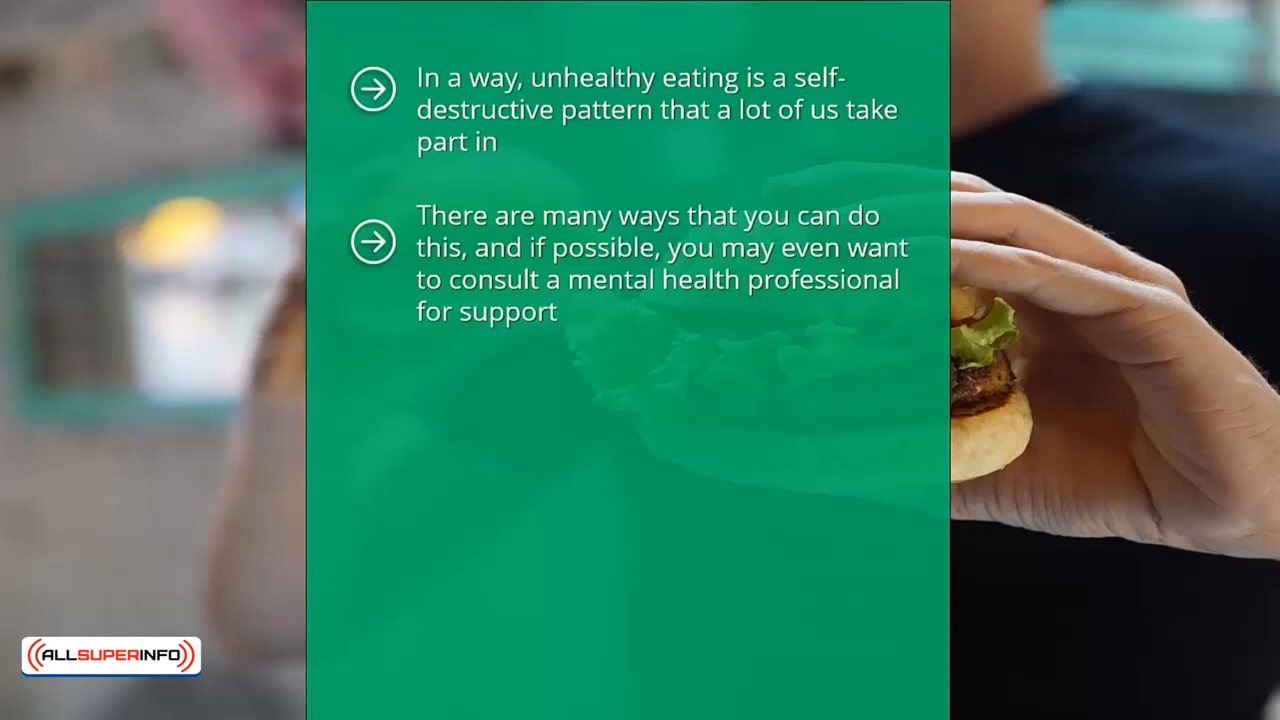 In a way, unhealthy eating is a self-
destructive pattern that a lot of us take
part in
There are many ways that you can do
this, and if possible, you may even want
to consult a mental health professional
for support
((ALLSUPERINFO))